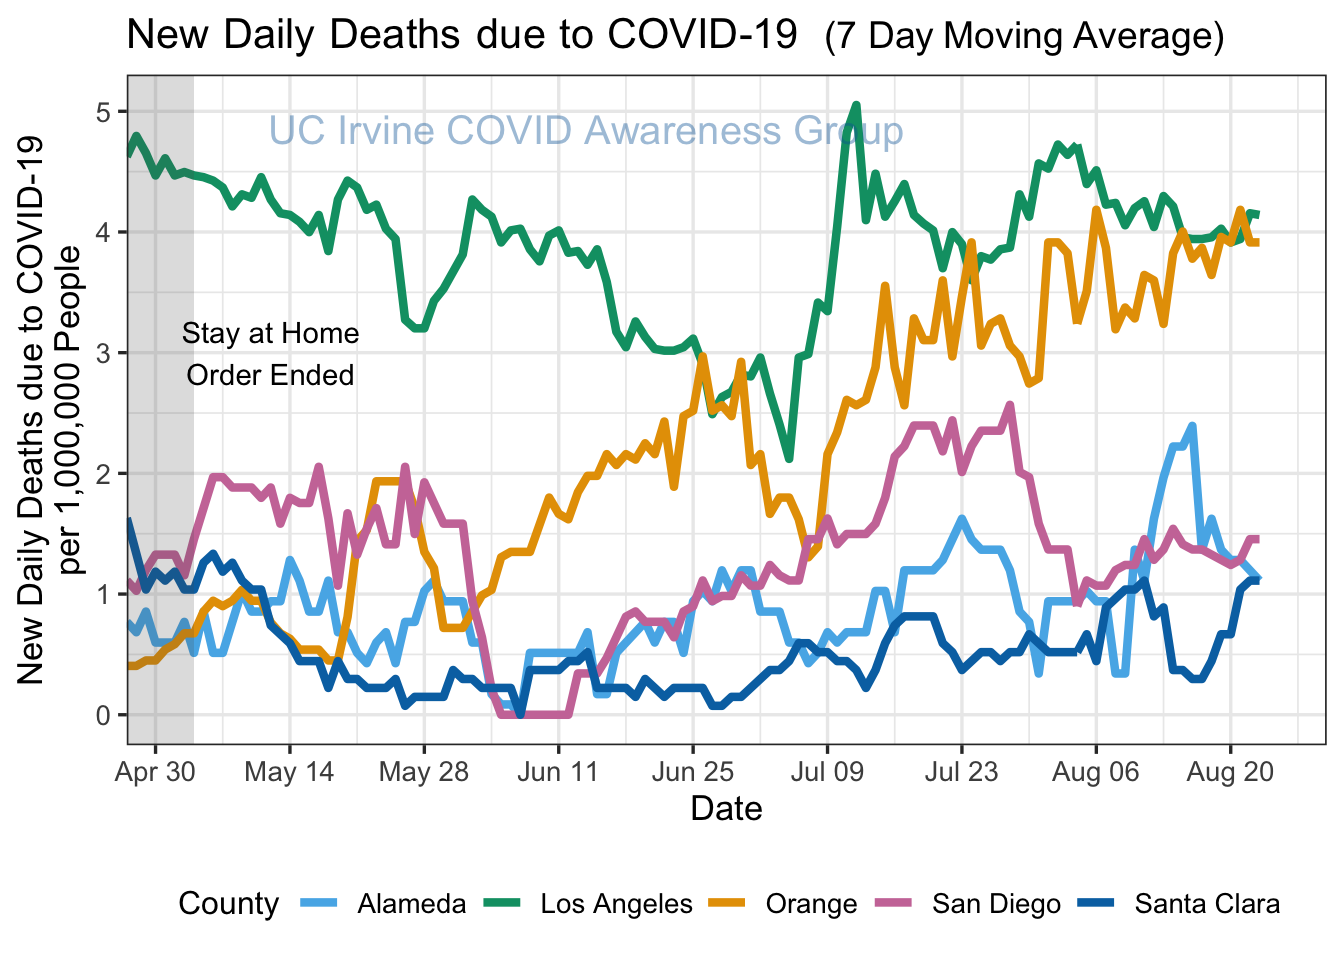 New Daily Deaths due to COVID-19 (7 Day Moving Average)
UC Irvine COVID Awareness Group
New Daily Deaths due to COVID-19
per 1,000,000 People
5
4
3
2
1
0
Stay at Home
Order Ended
Apr 30 May 14 May 28 Jun 11 Jun 25 Jul 09 Jul 23 Aug 06 Aug 20
Date
County Alameda Los Angeles Orange San Diego Santa Clara